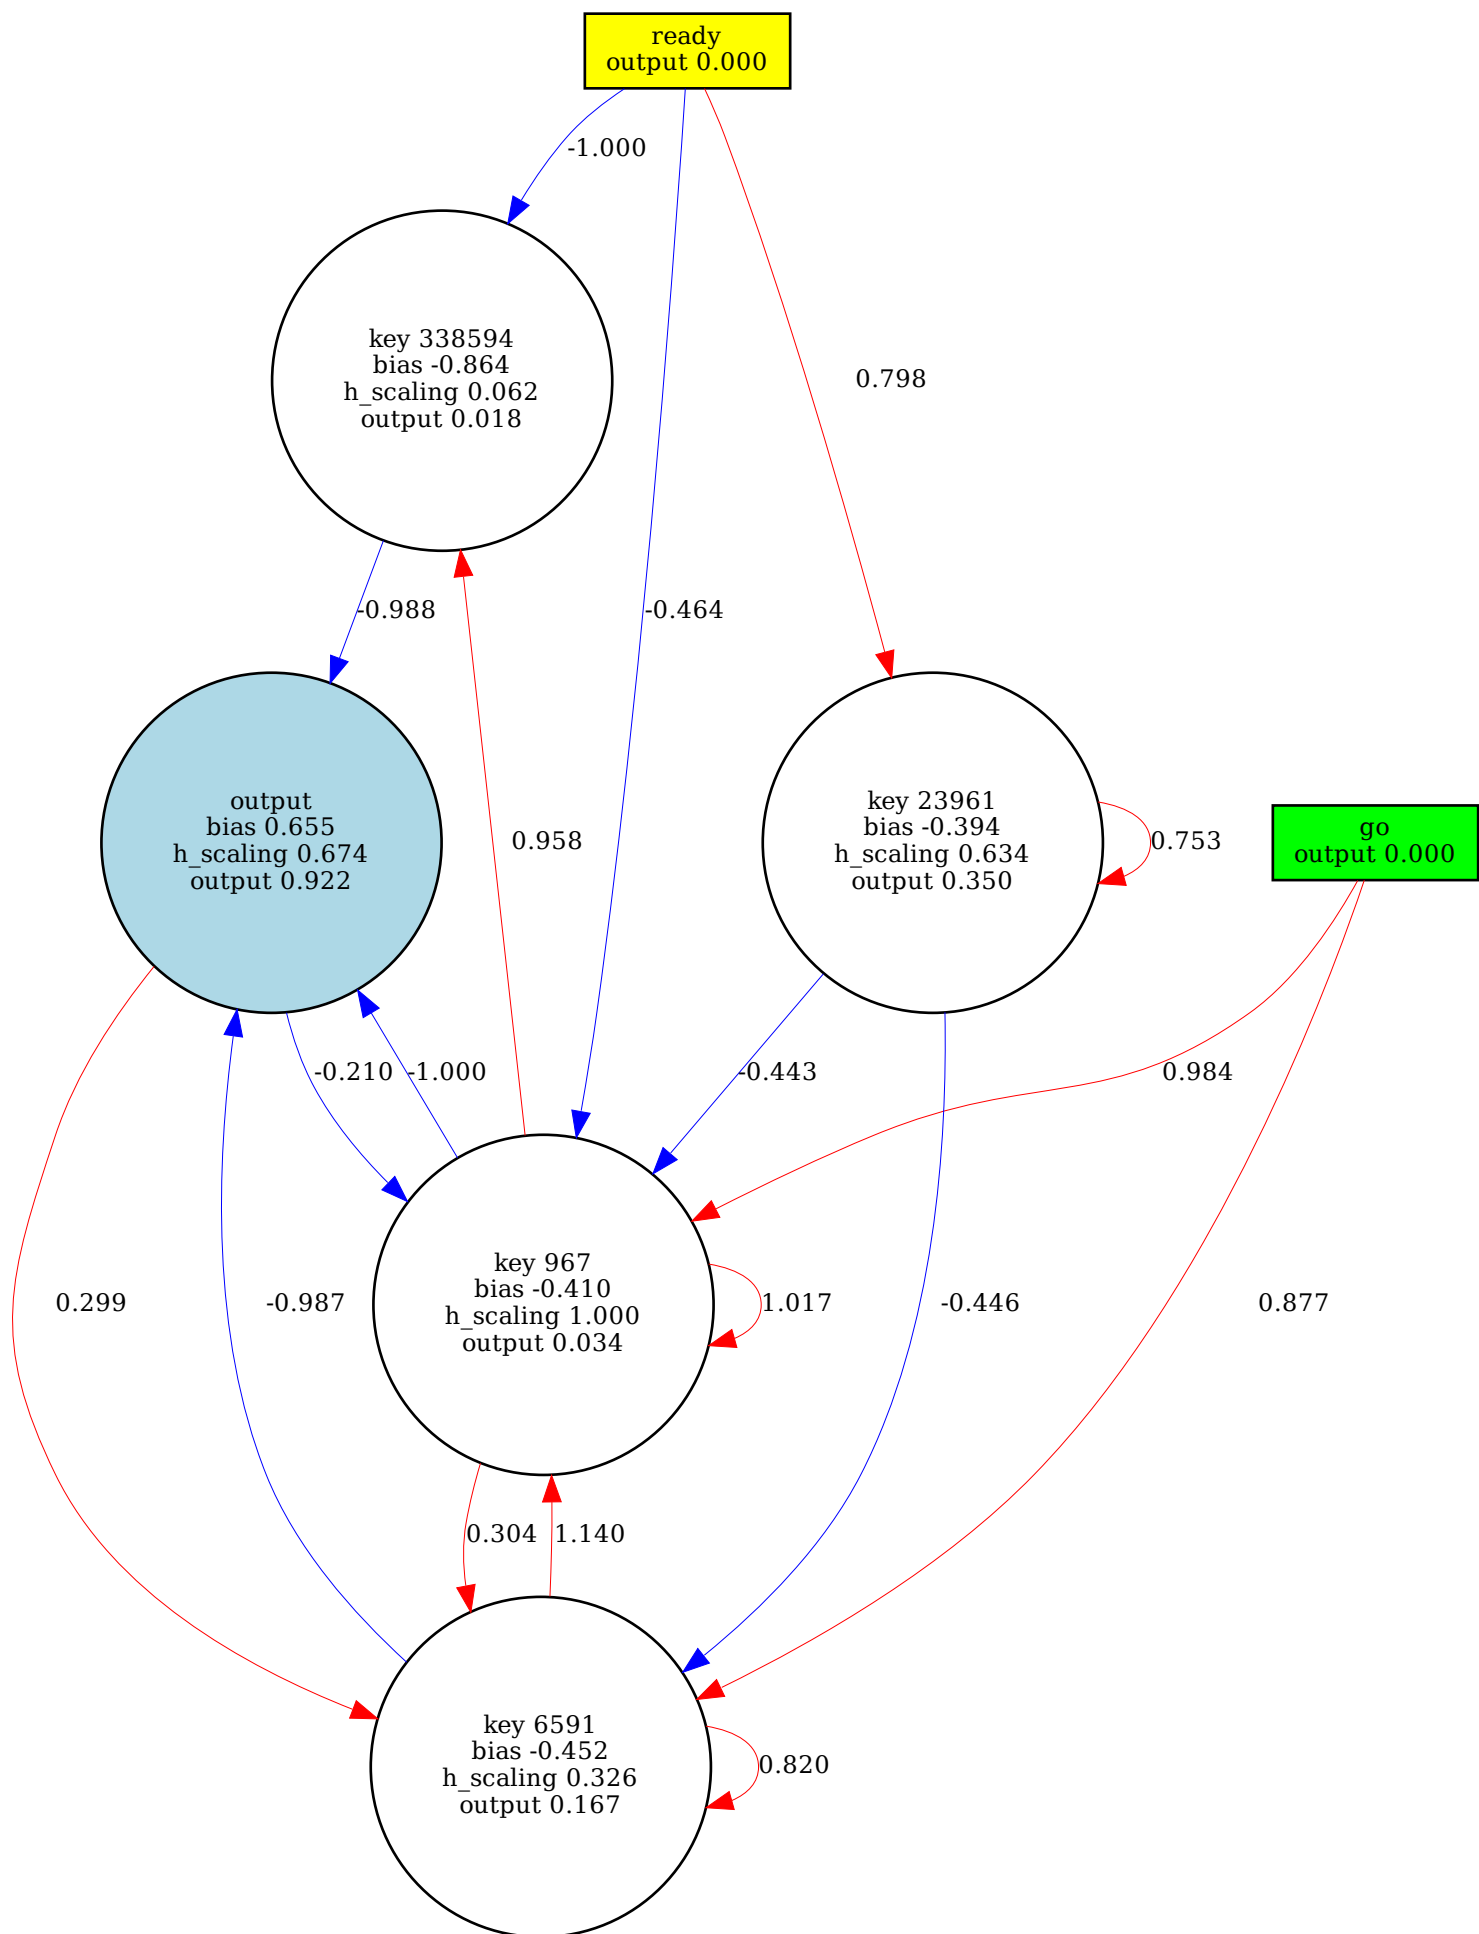 ready
output 0.000
-1.000
key 338594
bias -0.864
h_scaling 0.062
output 0.018
0.798
-0.988
-0.464
output
bias 0.655
h_scaling 0.674
output 0.922
0.958
key 23961
bias -0.394
h_scaling 0.634
output 0.350
0.753
go
output 0.000
-0.210
-1.000
-0.443
0.984
key 967
bias -0.410
h_scaling 1.000
output 0.034
0.299
-0.987
1.017
-0.446
0.877
0.304
1.140
key 6591
bias -0.452
h_scaling 0.326
output 0.167
0.820